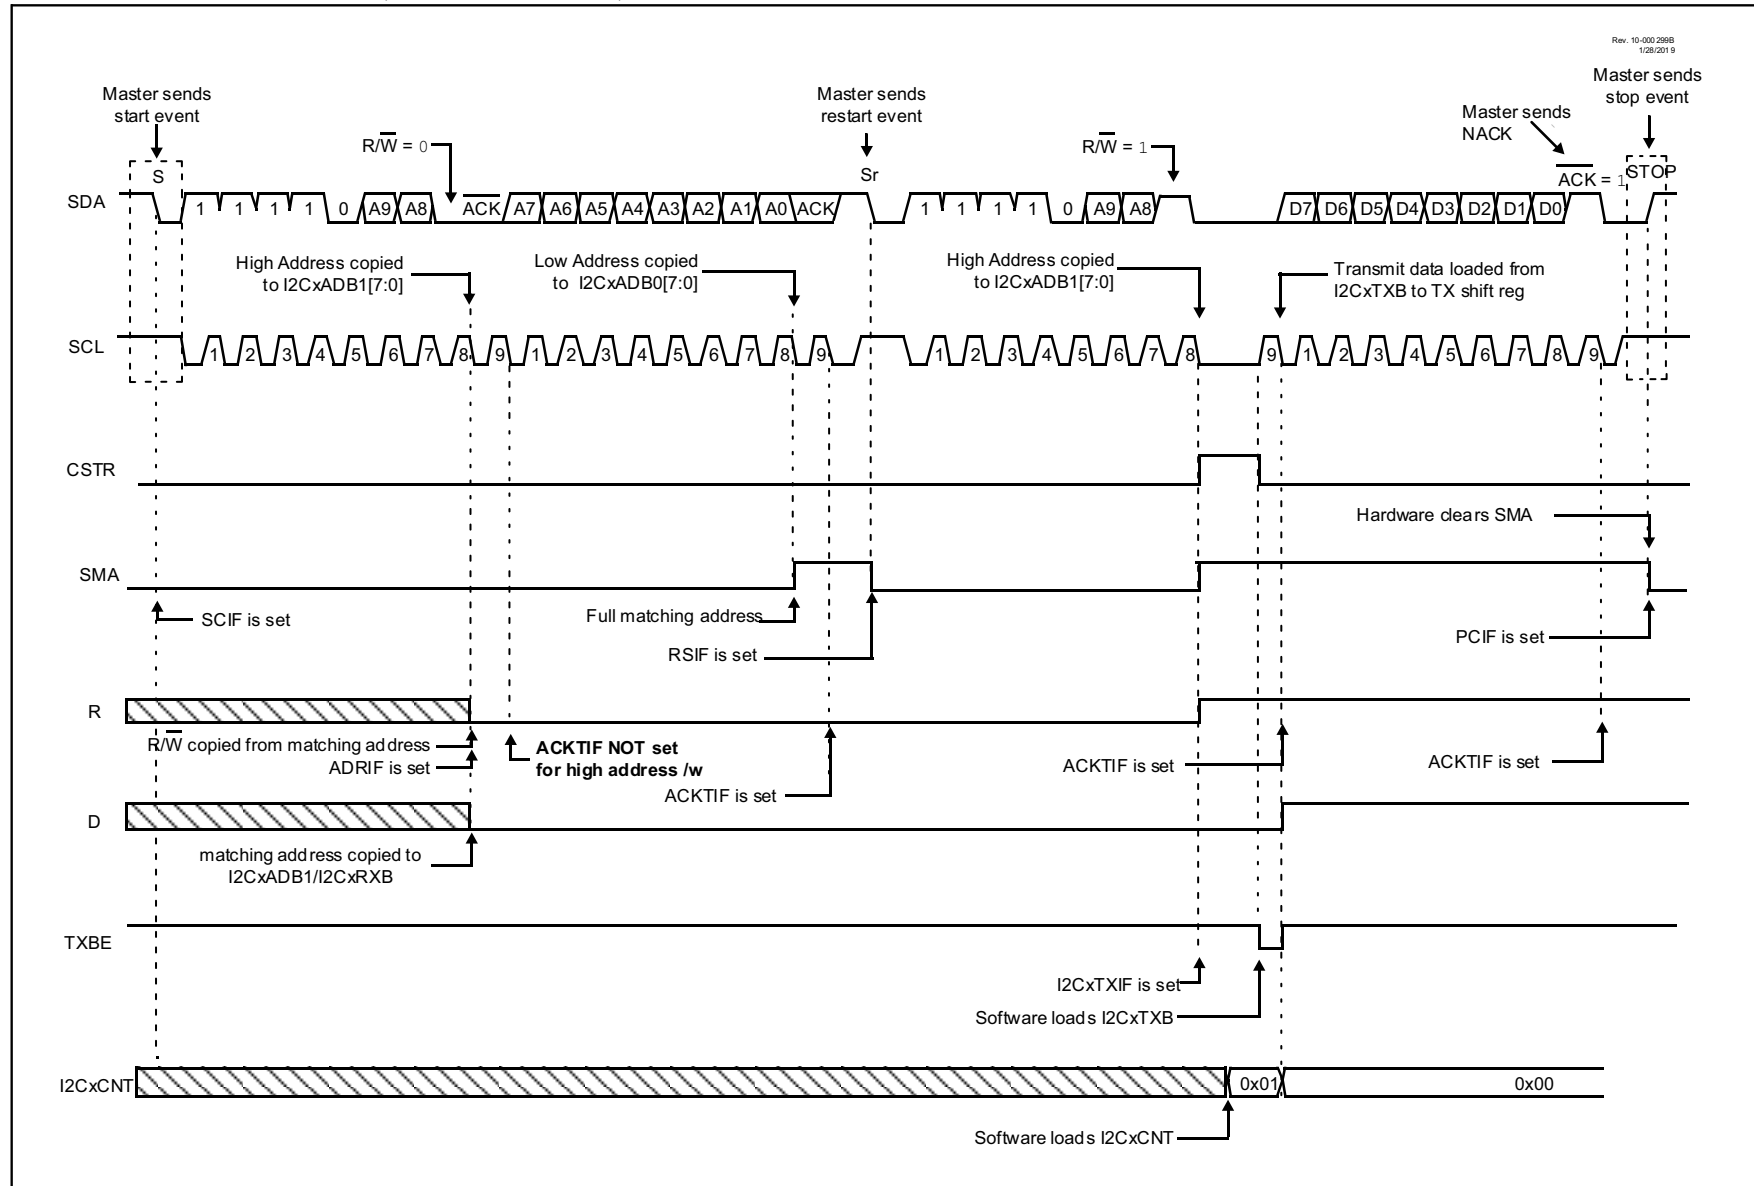 Rev. 10-000 299B
1/28/201 9
Master sends
start event
Master sends
restart event
Master sends
stop event
Master sends
NACK
R/W = 0
R/W = 1
S
Sr
ACK = 1
STOP
SDA
1 1 1 1 0 A9 A8 ACK A7 A6 A5 A4 A3 A2 A1 A0 ACK 1 1 1 1 0 A9 A8 D7 D6 D5 D4 D3 D2 D1 D0
High Address copied
to I2CxADB1[7:0]
Low Address copied
to I2CxADB0[7:0]
High Address copied
to I2CxADB1[7:0]
Transmit data loaded from
I2CxTXB to TX shift reg
SCL
1 2 3 4 5 6 7 8 9 1 2 3 4 5 6 7 8 9 1 2 3 4 5 6 7 8 9 1 2 3 4 5 6 7 8 9
CSTR
Hardware clears SMA
SMA
SCIF is set
Full matching address
RSIF is set
PCIF is set
R
R/W copied from matching address
ADRIF is set
ACKTIF NOT set
for high address /w
ACKTIF is set
ACKTIF is set
ACKTIF is set
D
matching address copied to
I2CxADB1/I2CxRXB
TXBE
I2CxTXIF is set
Software loads I2CxTXB
I2CxCNT
0x01
0x00
Software loads I2CxCNT